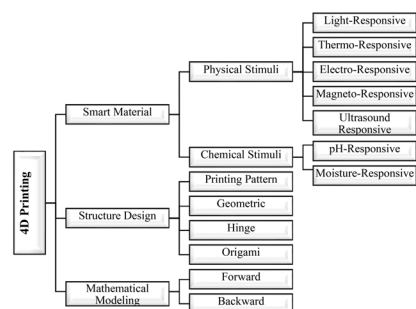 Light-Responsive
Thermo-Responsive
Physical Stimuli
Electro-Responsive
Magneto-Responsive
Smart Material
Ultrasound
Responsive
Chemical Stimuli
pH-Responsive
Moisture-Responsive
4D Printing
Printing Pattern
Structure Design
Geometric
Hinge
Origami
Mathematical
Modeling
Forward
Backward